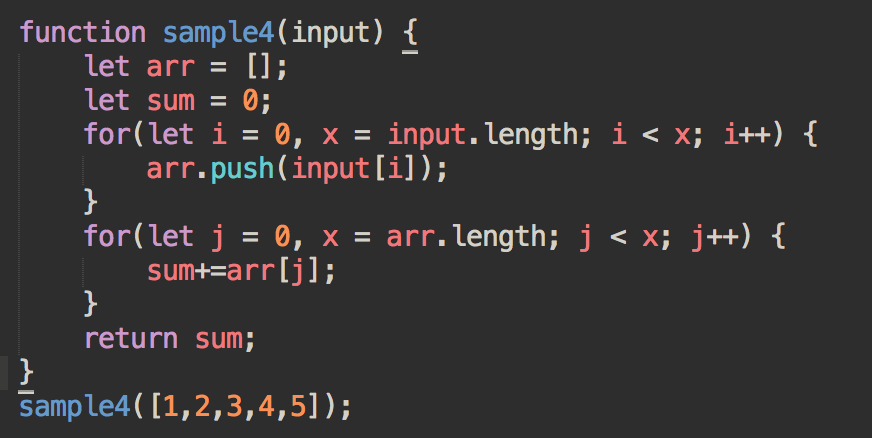 function sample4(input) {
    let arr = [];
    let sum = 0;
    for(let i = 0, x = input.length; i < x; i++) {
        arr.push(input[i]);
    }
    for(let j = 0, x = arr.length; j < x; j++) {
        sum+=arr[j];
    }
    return sum;
}
sample4([1,2,3,4,5]);